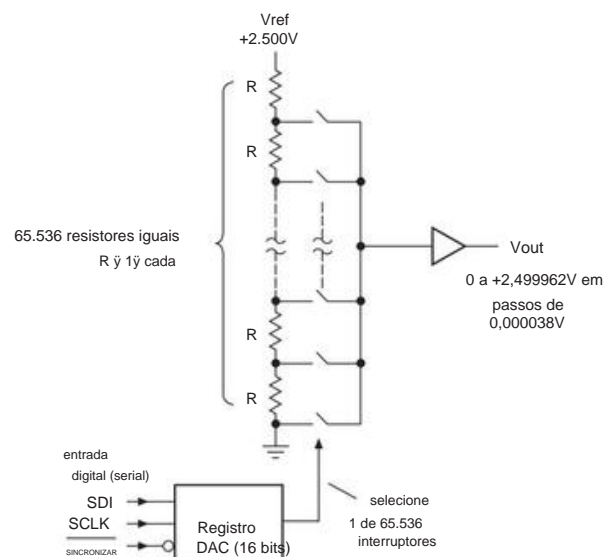 Vref
+2.500V
R
R
65.536 resistores iguais
R ÿ 1ÿ cada
Vout
0 a +2,499962V em
passos de
0,000038V
R
R
entrada
digital (serial)
SDI
SCLK
SINCRONIZAR
Registro
DAC (16 bits)
selecione
1 de 65.536
interruptores